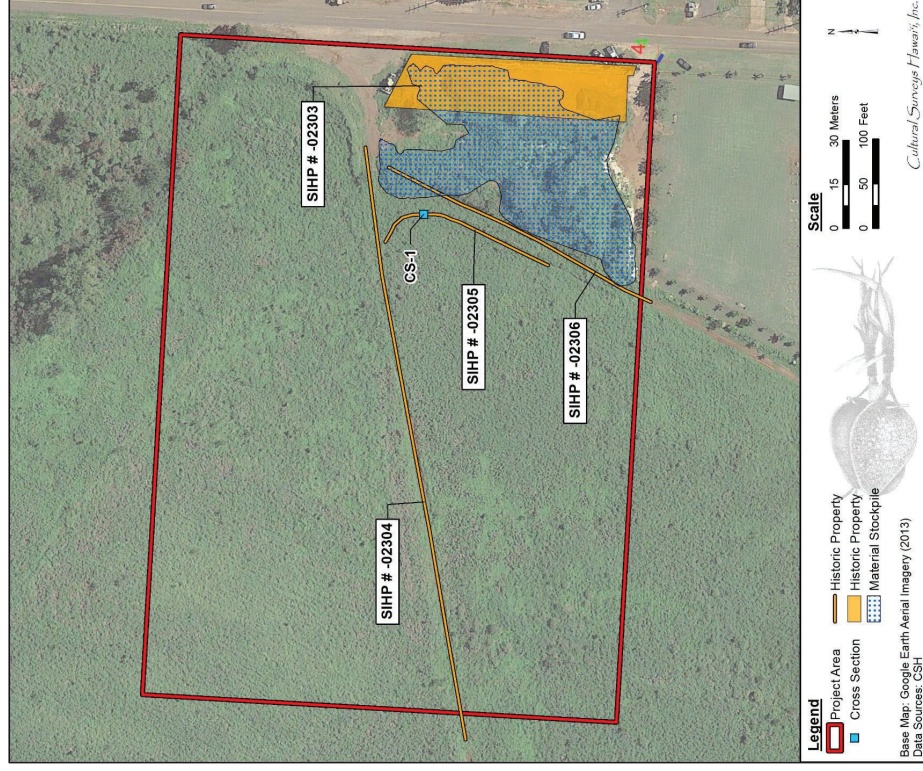 SIHP # -02303
CS-1
SIHP # -02305
SIHP # -02306
SIHP # -02304
4
Legend
Project Area
Cross Section
Historic Property
Historic Property
Material Stockpile
Base Map: Google Earth Aerial Imagery (2013)
Data Sources: CSH
Scale
0 15 30 Meters
0 50 100 Feet
N
Cultural Surveys Hawai‘i, Inc.